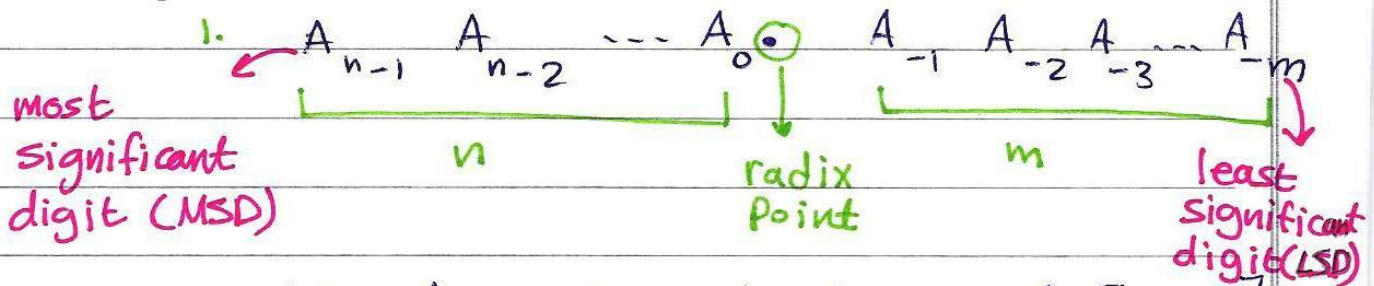 1. A n-1 A n-2 --- A 0 . A -1 A -2 A -3 ... A -m
most
significant
digit (MSD)
n
radix
point
m
least
significant
digit (LSD)